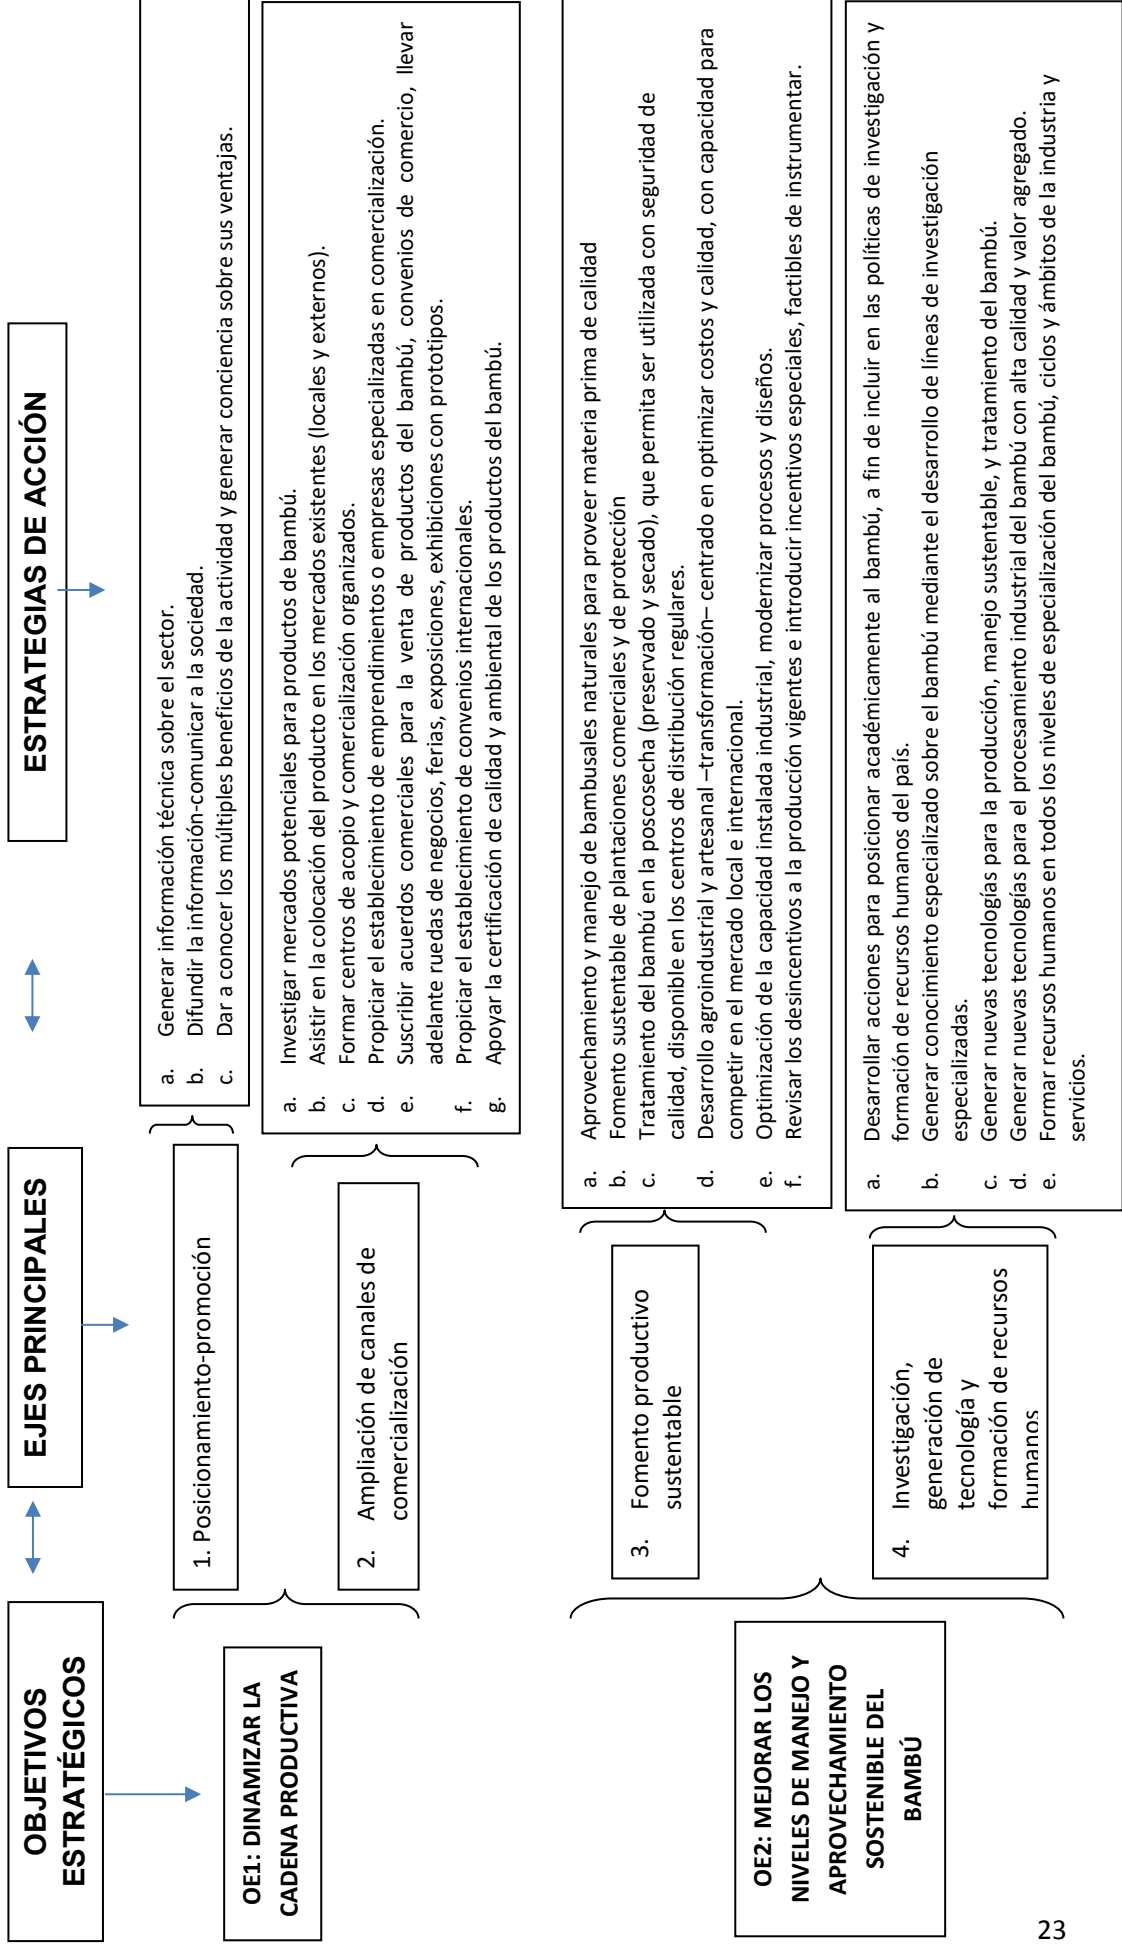 OBJETIVOS
ESTRATÉGICOS
EJES PRINCIPALES
ESTRATEGIAS DE ACCIÓN
OE1: DINAMIZAR LA
CADENA PRODUCTIVA
1. Posicionamiento-promoción
a. Generar información técnica sobre el sector.
b. Difundir la información-comunicar a la sociedad.
c. Dar a conocer los múltiples beneficios de la actividad y generar conciencia sobre sus ventajas.
2. Ampliación de canales de
comercialización
a. Investigar mercados potenciales para productos de bambú.
b. Asistir en la colocación del producto en los mercados existentes (locales y externos).
c. Formar centros de acopio y comercialización organizados.
d. Propiciar el establecimiento de emprendimientos o empresas especializadas en comercialización.
e. Suscribir acuerdos comerciales para la venta de productos del bambú, convenios de comercio, llevar
adelante ruedas de negocios, ferias, exposiciones, exhibiciones con prototipos.
f. Propiciar el establecimiento de convenios internacionales.
g. Apoyar la certificación de calidad y ambiental de los productos del bambú.
OE2: MEJORAR LOS
NIVELES DE MANEJO Y
APROVECHAMIENTO
SOSTENIBLE DEL
BAMBÚ
3. Fomento productivo
sustentable
a. Aprovechamiento y manejo de bambusales naturales para proveer materia prima de calidad
b. Fomento sustentable de plantaciones comerciales y de protección
c. Tratamiento del bambú en la poscosecha (preservado y secado), que permita ser utilizada con seguridad de
calidad, disponible en los centros de distribución regulares.
d. Desarrollo agroindustrial y artesanal –transformación– centrado en optimizar costos y calidad, con capacidad para
competir en el mercado local e internacional.
e. Optimización de la capacidad instalada industrial, modernizar procesos y diseños.
f. Revisar los desincentivos a la producción vigentes e introducir incentivos especiales, factibles de instrumentar.
4. Investigación,
generación de
tecnología y
formación de recursos
humanos
a. Desarrollar acciones para posicionar académicamente al bambú, a fin de incluir en las políticas de investigación y
formación de recursos humanos del país.
b. Generar conocimiento especializado sobre el bambú mediante el desarrollo de líneas de investigación
especializadas.
c. Generar nuevas tecnologías para la producción, manejo sustentable, y tratamiento del bambú.
d. Generar nuevas tecnologías para el procesamiento industrial del bambú con alta calidad y valor agregado.
e. Formar recursos humanos en todos los niveles de especialización del bambú, ciclos y ámbitos de la industria y
servicios.
23